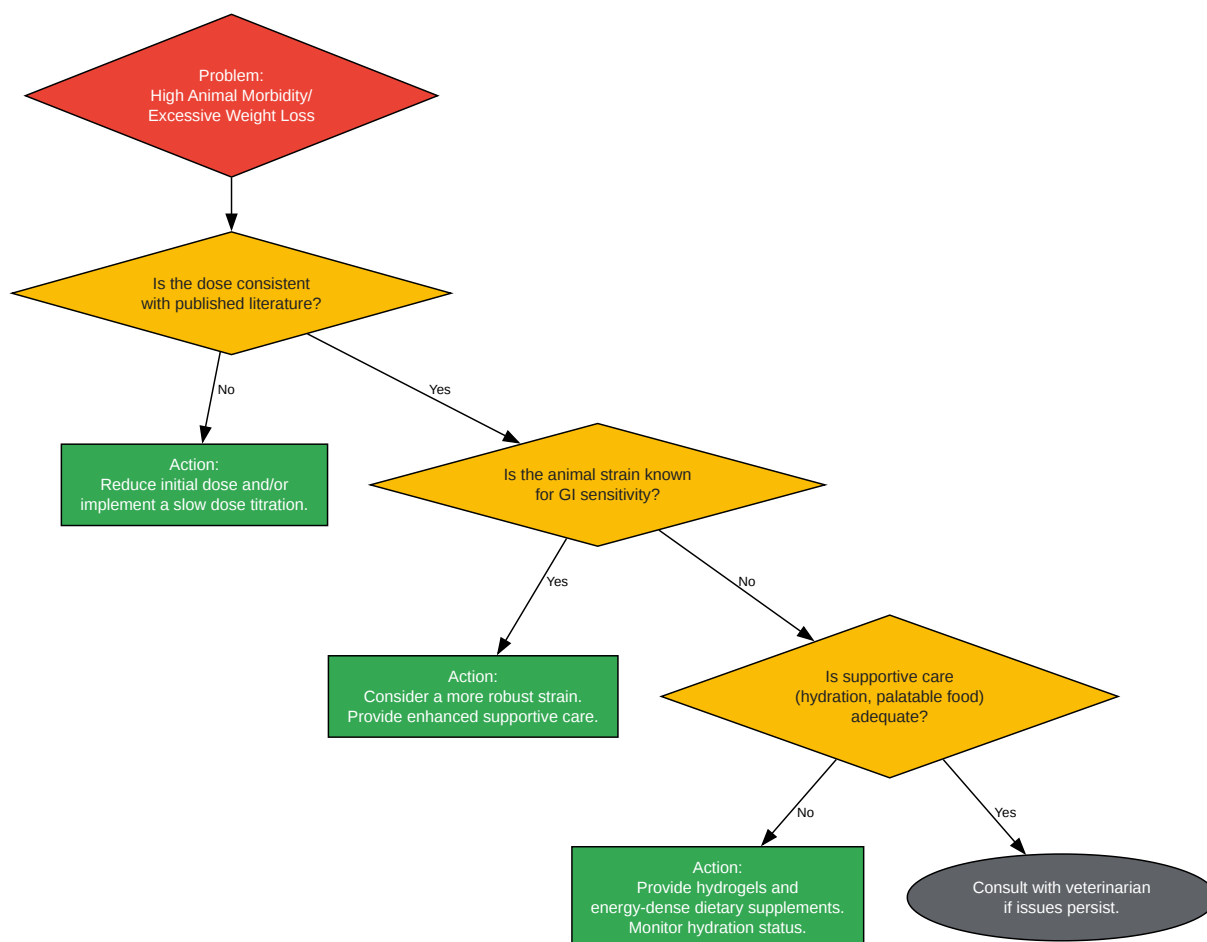 Problem:
High Animal Morbidity/
Excessive Weight Loss
Is the dose consistent
with published literature?
No
Yes
Action:
Reduce initial dose and/or
implement a slow dose titration.
Is the animal strain known
for GI sensitivity?
Yes
No
Action:
Consider a more robust strain.
Provide enhanced supportive care.
Is supportive care
(hydration, palatable food)
adequate?
No
Yes
Action:
Provide hydrogels and
energy-dense dietary supplements.
Monitor hydration status.
Consult with veterinarian
if issues persist.